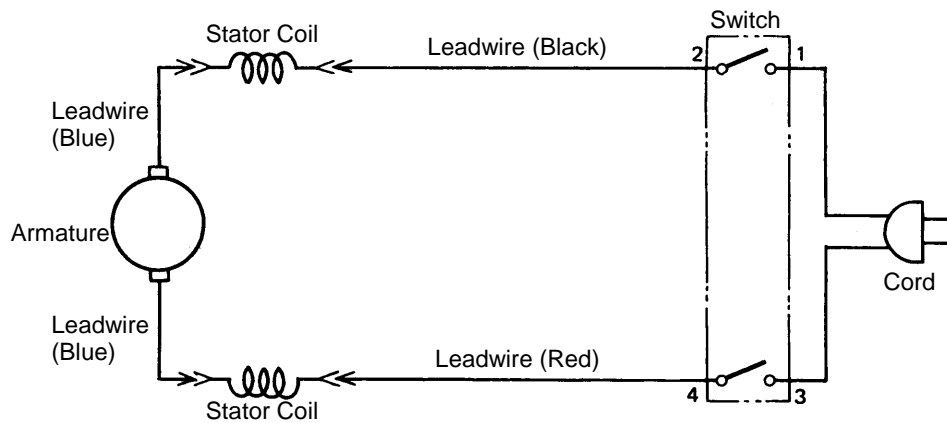 Switch
Stator Coil
Leadwire (Black)
2
1
Leadwire
(Blue)
Armature
Cord
Leadwire
(Blue)
Leadwire (Red)
4
3
Stator Coil